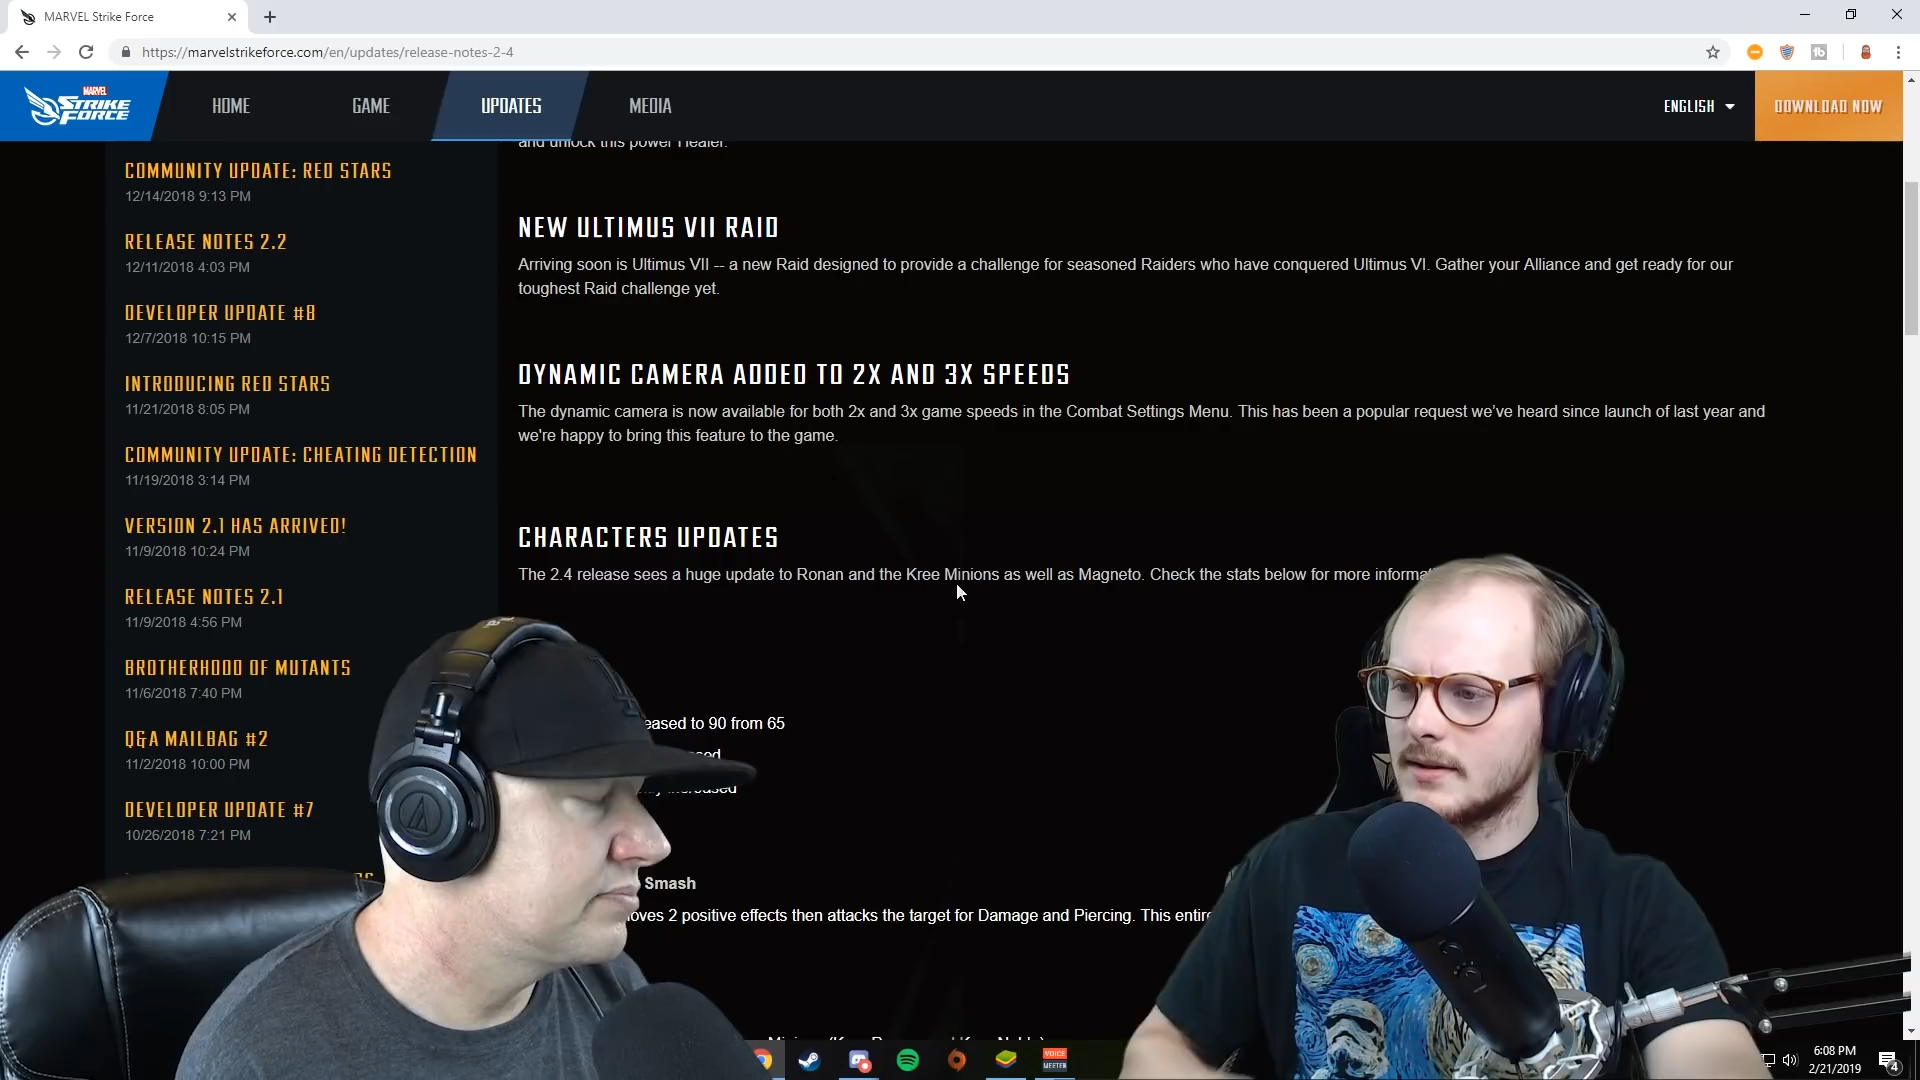 MARVEL Strike Force
https://marvelstrikeforce.com/en/updates/release-notes-2-4
MARVEL
STRIKE
FORCE
HOME
GAME
UPDATES
MEDIA
ENGLISH
DOWNLOAD NOW
COMMUNITY UPDATE: RED STARS
12/14/2018 9:13 PM
RELEASE NOTES 2.2
12/11/2018 4:03 PM
DEVELOPER UPDATE #8
12/7/2018 10:15 PM
INTRODUCING RED STARS
11/21/2018 8:05 PM
COMMUNITY UPDATE: CHEATING DETECTION
11/19/2018 3:14 PM
VERSION 2.1 HAS ARRIVED!
11/9/2018 10:24 PM
RELEASE NOTES 2.1
11/9/2018 4:56 PM
BROTHERHOOD OF MUTANTS
11/6/2018 7:40 PM
Q&A MAILBAG #2
11/2/2018 10:00 PM
DEVELOPER UPDATE #7
10/26/2018 7:21 PM
and unlock this power Healer.
NEW ULTIMUS VII RAID
Arriving soon is Ultimus VII -- a new Raid designed to provide a challenge for seasoned Raiders who have conquered Ultimus VI. Gather your Alliance and get ready for our
toughest Raid challenge yet.
DYNAMIC CAMERA ADDED TO 2X AND 3X SPEEDS
The dynamic camera is now available for both 2x and 3x game speeds in the Combat Settings Menu. This has been a popular request we've heard since launch of last year and
we're happy to bring this feature to the game.
CHARACTERS UPDATES
The 2.4 release sees a huge update to Ronan and the Kree Minions as well as Magneto. Check the stats below for more
to 90 from 65
Smash
2 positive effects then attacks the target for Damage and Piercing. This
VOICE
MEETER
6:08 PM
2/21/2019
4